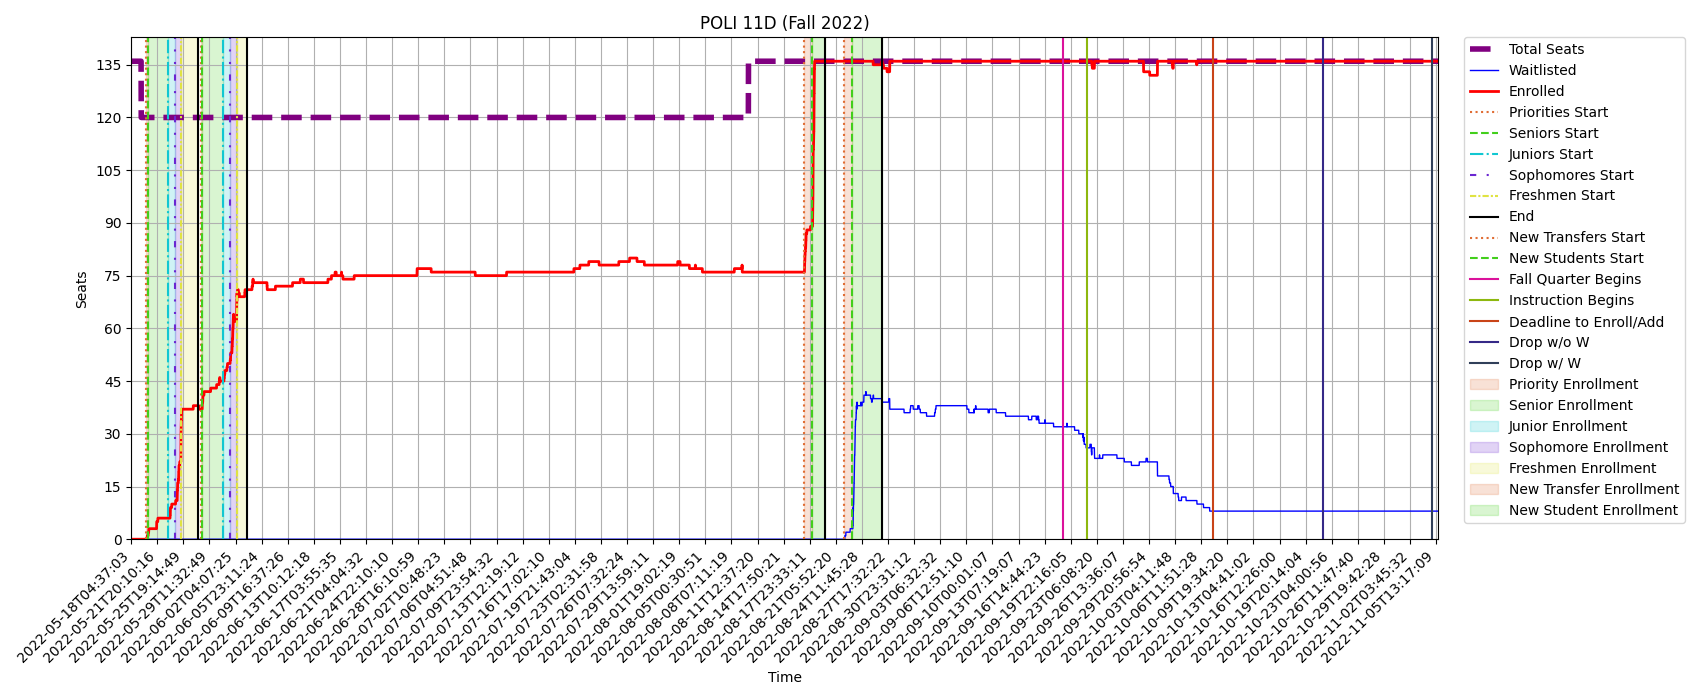 POLI 11D (Fall 2022)
Seats
135
120
105
90
75
60
45
30
15
0
2022-05-18T04:37:03
2022-05-21T20:10:16
2022-05-25T19:14:49
2022-05-29T11:32:49
2022-06-02T04:07:25
2022-06-05T23:11:24
2022-06-09T16:37:26
2022-06-13T10:12:18
2022-06-17T03:55:35
2022-06-21T04:04:32
2022-06-24T22:10:10
2022-06-28T16:10:59
2022-07-02T10:48:23
2022-07-06T04:51:48
2022-07-09T23:54:32
2022-07-13T12:19:12
2022-07-16T17:02:10
2022-07-19T21:43:04
2022-07-23T02:31:58
2022-07-26T07:32:24
2022-07-29T13:59:11
2022-08-01T19:02:19
2022-08-05T00:30:51
2022-08-08T07:11:19
2022-08-11T12:37:20
2022-08-14T17:50:21
2022-08-17T23:33:11
2022-08-21T05:52:20
2022-08-24T11:45:28
2022-08-27T17:32:22
2022-08-30T23:31:12
2022-09-03T06:32:32
2022-09-06T12:51:10
2022-09-10T00:01:07
2022-09-13T07:19:07
2022-09-16T14:44:23
2022-09-19T22:16:05
2022-09-23T06:08:20
2022-09-26T13:36:07
2022-09-29T20:56:54
2022-10-03T04:11:48
2022-10-06T11:51:28
2022-10-09T19:34:20
2022-10-13T04:41:02
2022-10-16T12:26:00
2022-10-19T20:14:04
2022-10-23T04:00:56
2022-10-26T11:47:40
2022-10-29T19:42:28
2022-11-02T03:45:32
2022-11-05T13:17:09
Time
Total Seats
Waitlisted
Enrolled
Priorities Start
Seniors Start
Juniors Start
Sophomores Start
Freshmen Start
End
New Transfers Start
New Students Start
Fall Quarter Begins
Instruction Begins
Deadline to Enroll/Add
Drop w/o W
Drop w/ W
Priority Enrollment
Senior Enrollment
Junior Enrollment
Sophomore Enrollment
Freshmen Enrollment
New Transfer Enrollment
New Student Enrollment